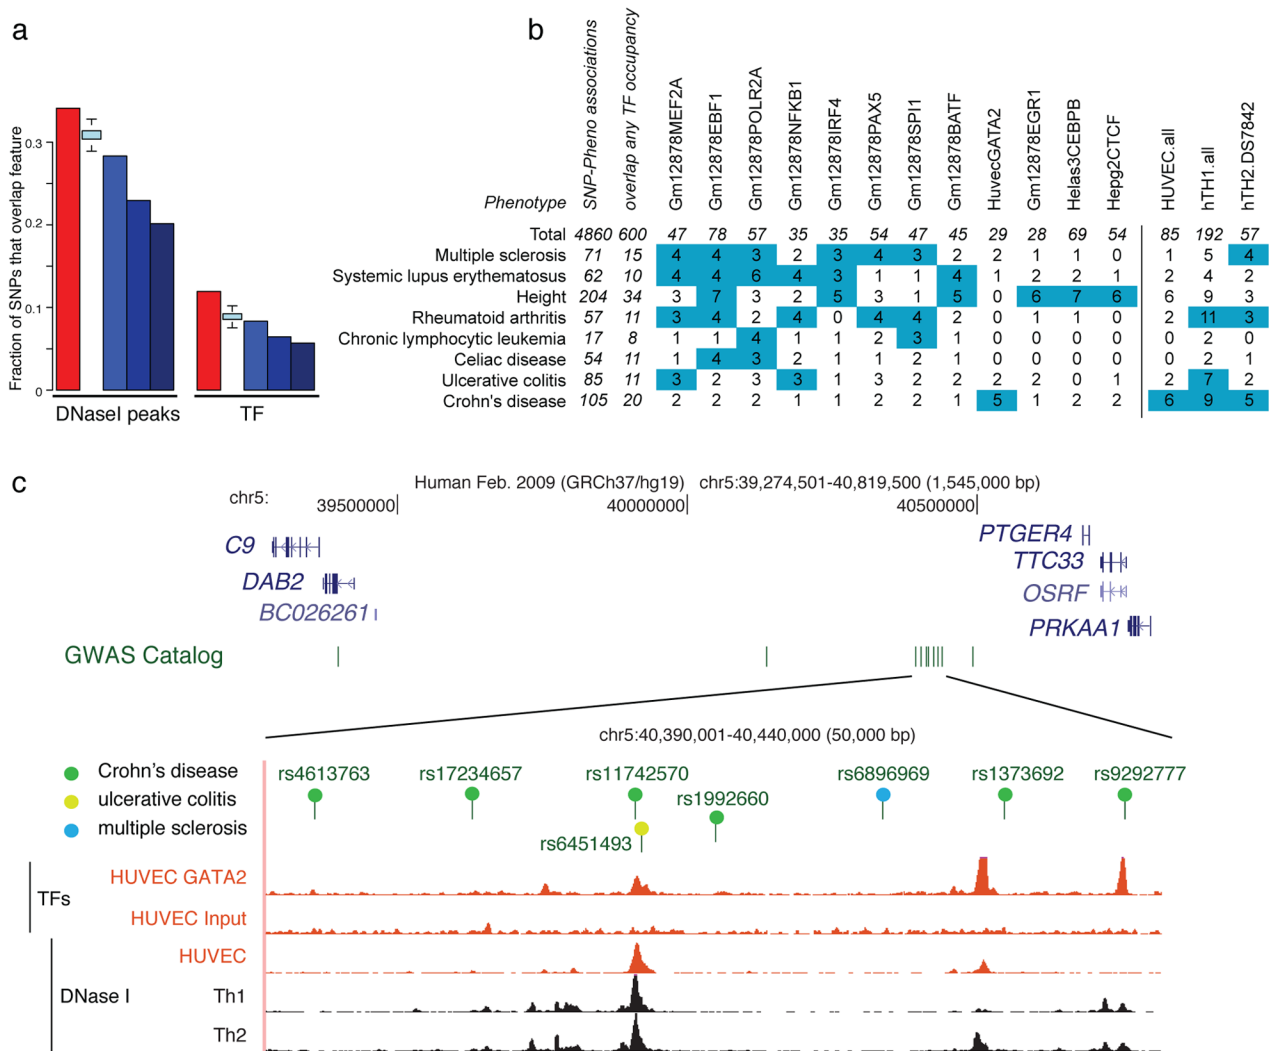 a
Fraction of SNPs that overlap feature
0.3
0.2
0.1
0
DNaseI peaks
TF
b
Phenotype
SNP-Pheno associations
overlap any TF occupancy
Gm12878MEF2A
Gm12878EBF1
Gm12878POLR2A
Gm12878NFKB1
Gm12878IRF4
Gm12878PAX5
Gm12878SPI1
Gm12878BATF
HuvecGATA2
Gm12878EGR1
Helas3CEBPB
Hepg2CTCF
HUVEC.all
hTH1.all
hTH2.DS7842
Total 4860 600 47 78 57 35 35 54 47 45 29 28 69 54 85 192 57
Multiple sclerosis 71 15 4 4 3 2 3 4 3 2 2 1 1 0 1 5 4
Systemic lupus erythematosus 62 10 4 4 6 4 3 1 1 4 1 2 2 1 2 4 2
Height 204 34 3 7 3 2 5 3 1 5 0 6 7 6 6 9 3
Rheumatoid arthritis 57 11 3 4 2 4 0 4 4 2 0 1 1 0 2 11 3
Chronic lymphocytic leukemia 17 8 1 1 4 1 1 2 3 1 0 0 0 0 0 2 0
Celiac disease 54 11 1 4 3 2 1 1 2 1 0 0 0 0 0 2 1
Ulcerative colitis 85 11 3 2 3 3 1 3 2 2 2 2 0 1 2 7 2
Crohn's disease 105 20 2 2 2 1 1 2 2 1 5 1 2 2 6 9 5
c
Human Feb. 2009 (GRCh37/hg19) chr5:39,274,501-40,819,500 (1,545,000 bp)
chr5:
39500000
40000000
40500000
C9
DAB2
BC026261
PTGER4
TTC33
OSRF
PRKAA1
GWAS Catalog
chr5:40,390,001-40,440,000 (50,000 bp)
Crohn's disease
ulcerative colitis
multiple sclerosis
rs4613763 rs17234657 rs11742570 rs6896969 rs1373692 rs9292777
rs1992660
rs6451493
TFs
HUVEC GATA2
HUVEC Input
DNase I
HUVEC
Th1
Th2